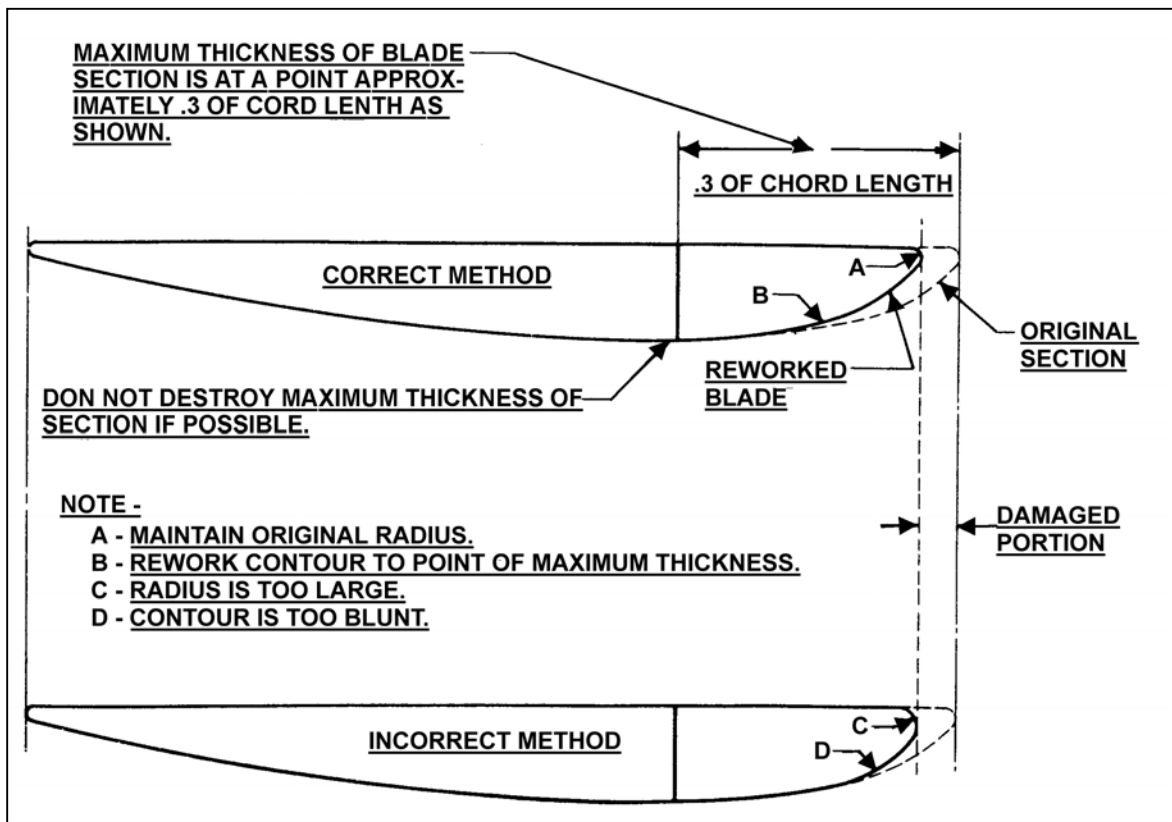 MAXIMUM THICKNESS OF BLADE
SECTION IS AT A POINT APPROX-
IMATELY .3 OF CORD LENTH AS
SHOWN.
.3 OF CHORD LENGTH
CORRECT METHOD
A
B
ORIGINAL
SECTION
REWORKED
BLADE
DON NOT DESTROY MAXIMUM THICKNESS OF
SECTION IF POSSIBLE.
NOTE -
A - MAINTAIN ORIGINAL RADIUS.
B - REWORK CONTOUR TO POINT OF MAXIMUM THICKNESS.
C - RADIUS IS TOO LARGE.
D - CONTOUR IS TOO BLUNT.
DAMAGED
PORTION
INCORRECT METHOD
C
D